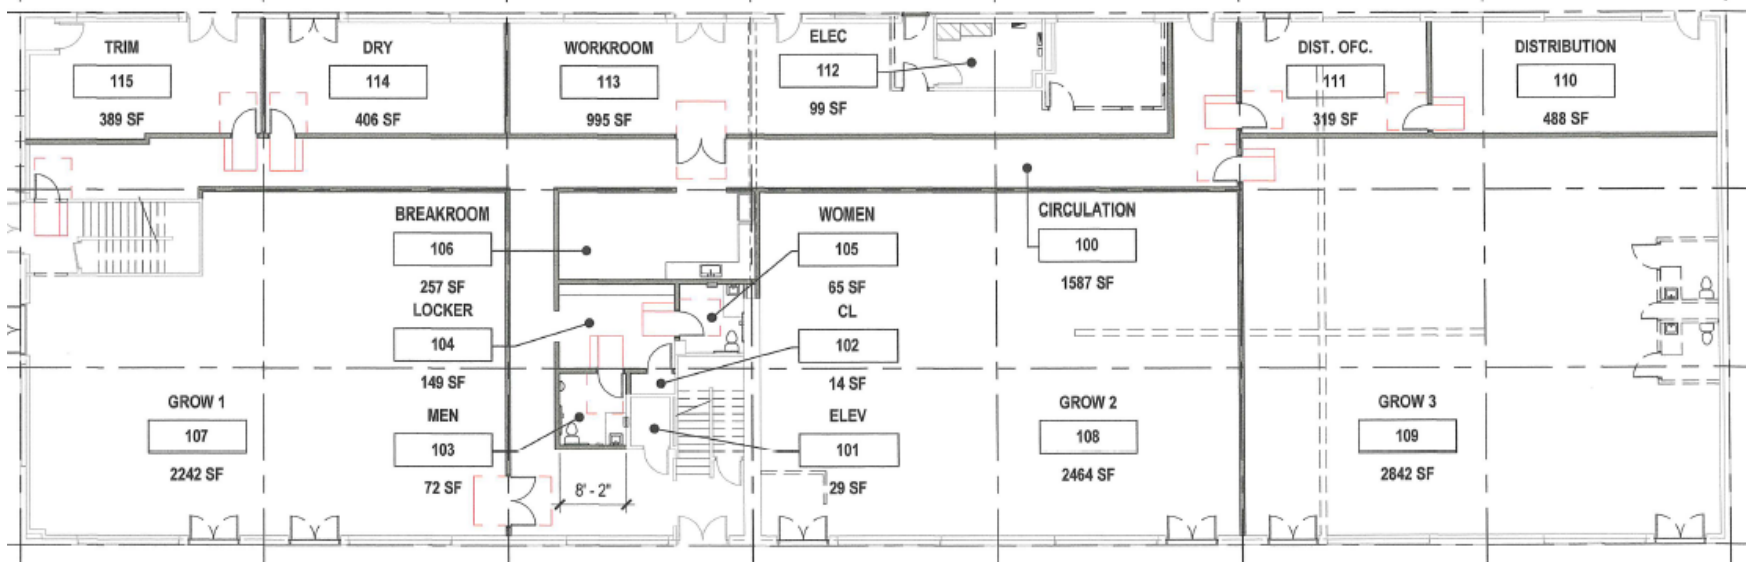 TRIM
115
389 SF
DRY
114
406 SF
WORKROOM
113
995 SF
ELEC
112
99 SF
DIST. OFC.
111
319 SF
DISTRIBUTION
110
488 SF
BREAKROOM
106
257 SF
LOCKER
104
149 SF
MEN
103
72 SF
WOMEN
105
65 SF
CL
102
14 SF
ELEV
101
29 SF
CIRCULATION
100
1587 SF
GROW 1
107
2242 SF
8' - 2"
GROW 2
108
2464 SF
GROW 3
109
2842 SF